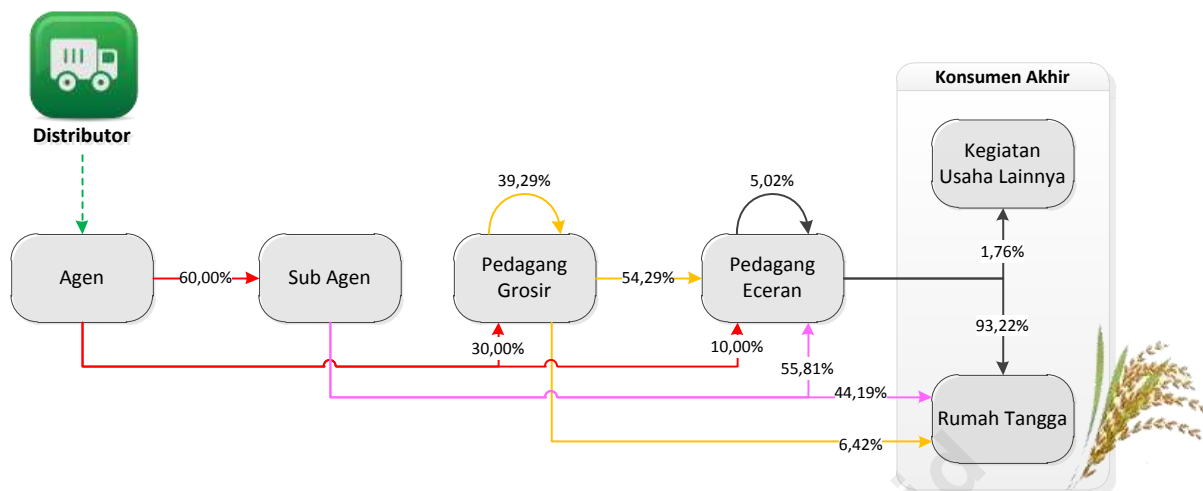 Konsumen Akhir
Distributor
Kegiatan
Usaha Lainnya
39,29%
5,02%
1,76%
Agen
60,00%
Sub Agen
Pedagang
Grosir
54,29%
Pedagang
Eceran
93,22%
30,00%
10,00%
55,81%
44,19%
Rumah Tangga
6,42%